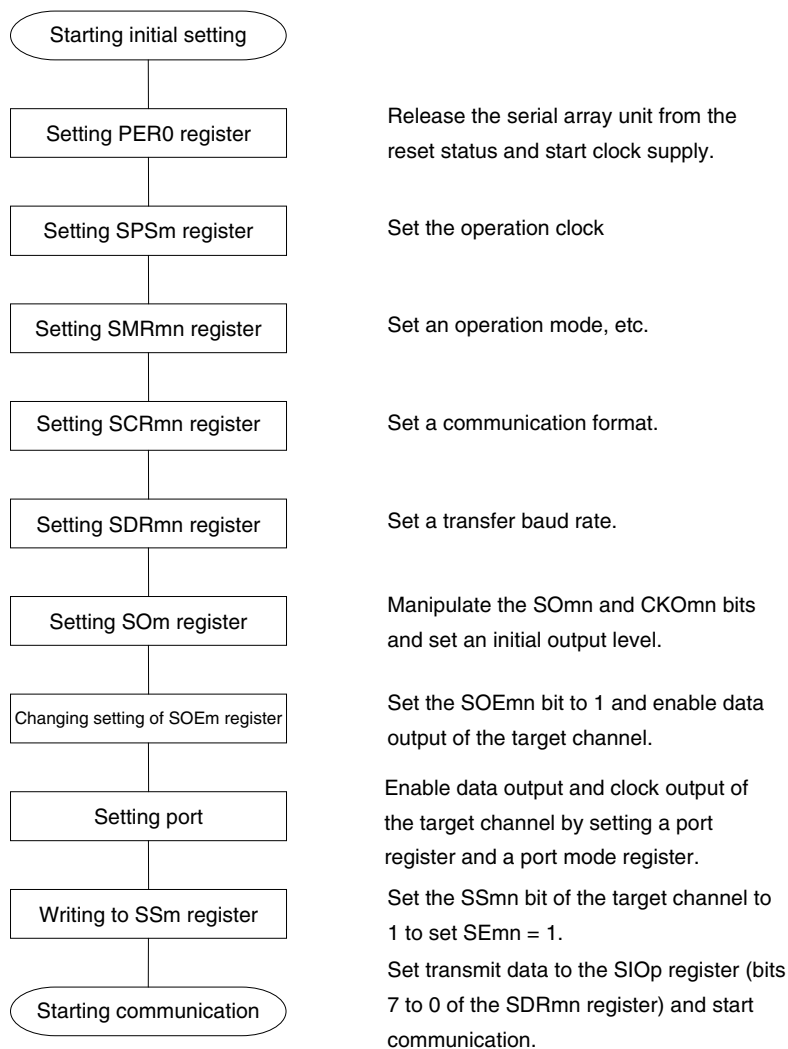 Starting initial setting
Setting PER0 register
Release the serial array unit from the
reset status and start clock supply.
Setting SPSm register
Set the operation clock
Setting SMRmn register
Set an operation mode, etc.
Setting SCRmn register
Set a communication format.
Setting SDRmn register
Set a transfer baud rate.
Setting SOm register
Manipulate the SOmn and CKOmn bits
and set an initial output level.
Changing setting of SOEm register
Set the SOEmn bit to 1 and enable data
output of the target channel.
Setting port
Enable data output and clock output of
the target channel by setting a port
register and a port mode register.
Writing to SSm register
Set the SSmn bit of the target channel to
1 to set SEmn = 1.
Starting communication
Set transmit data to the SIOp register (bits
7 to 0 of the SDRmn register) and start
communication.